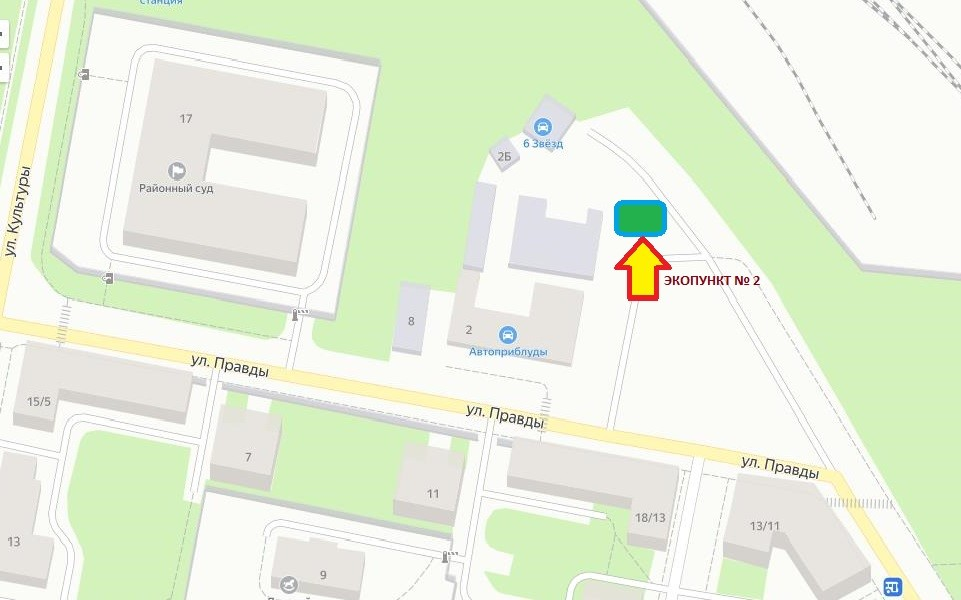 станция
17
Районный суд
ул. Культуры
6 Звёзд
2Б
ЭКОПУНКТ № 2
8
2
Автоприблуды
ул. Правды
ул. Правды
ул. Правды
15/5
7
11
18/13
13/11
13
9